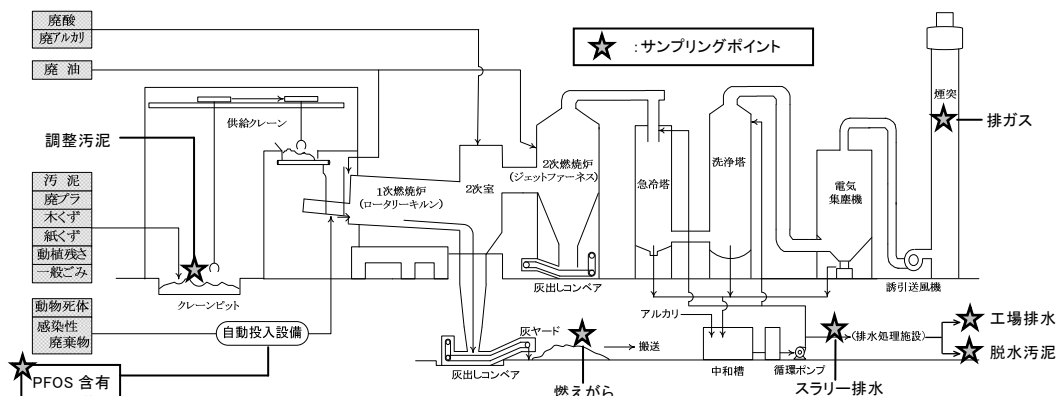 廃酸
廃アルカリ
廃油
☆ :サンプリングポイント
供給クレーン
調整汚泥
汚泥
廃プラ
木くず
紙くず
動植残さ
一般ごみ
動物死体
感染性
廃棄物
PFOS 含有
クレーンピット
自動投入設備
1次燃焼炉
(ロータリーキルン)
2次室
2次燃焼炉
(ジェットファーネス)
急冷塔
洗浄塔
電気
集塵機
煙突
排ガス
誘引送風機
灰出しコンベア
アルカリ
灰ヤード
搬送
灰出しコンベア
燃えがら
中和槽
循環ポンプ
(排水処理施設)
スラリー排水
工場排水
脱水汚泥